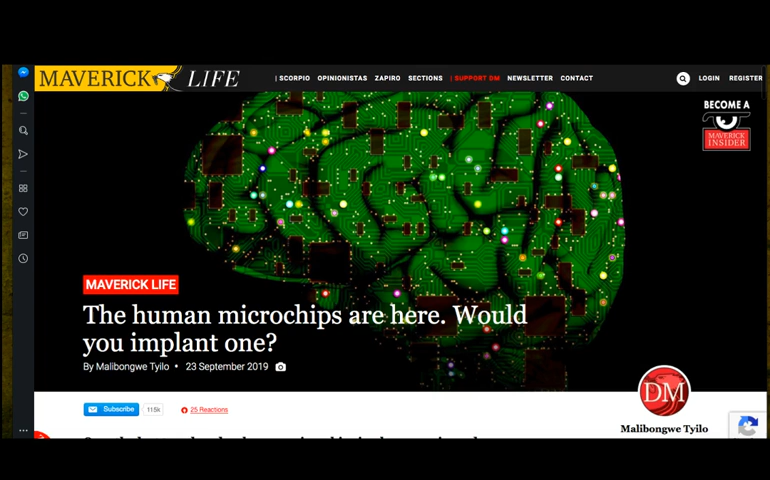 MAVERICK LIFE
| SCORPIO OPINIONISTAS ZAPIRO SECTIONS | SUPPORT DM NEWSLETTER CONTACT
LOGIN REGISTER
BECOME A
MAVERICK
INSIDER
MAVERICK LIFE
The human microchips are here. Would
you implant one?
By Malibongwe Tyilo • 23 September 2019
Subscribe 115k 25 Reactions
DM
Malibongwe Tyilo